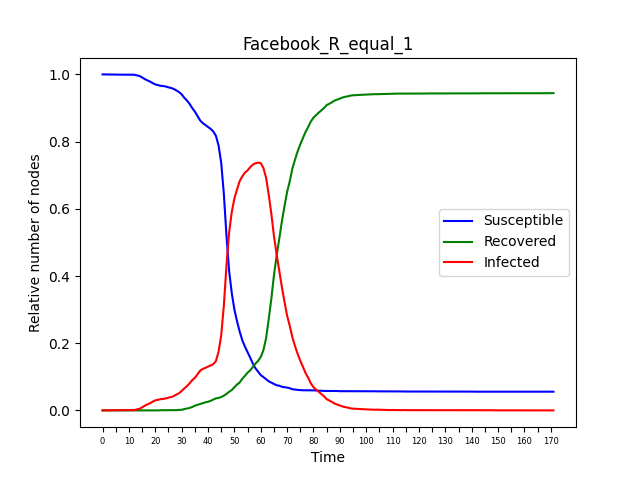 Facebook_R_equal_1
Relative number of nodes
1.0
0.8
0.6
0.4
0.2
0.0
Susceptible
Recovered
Infected
0 10 20 30 40 50 60 70 80 90 100 110 120 130 140 150 160 170
Time